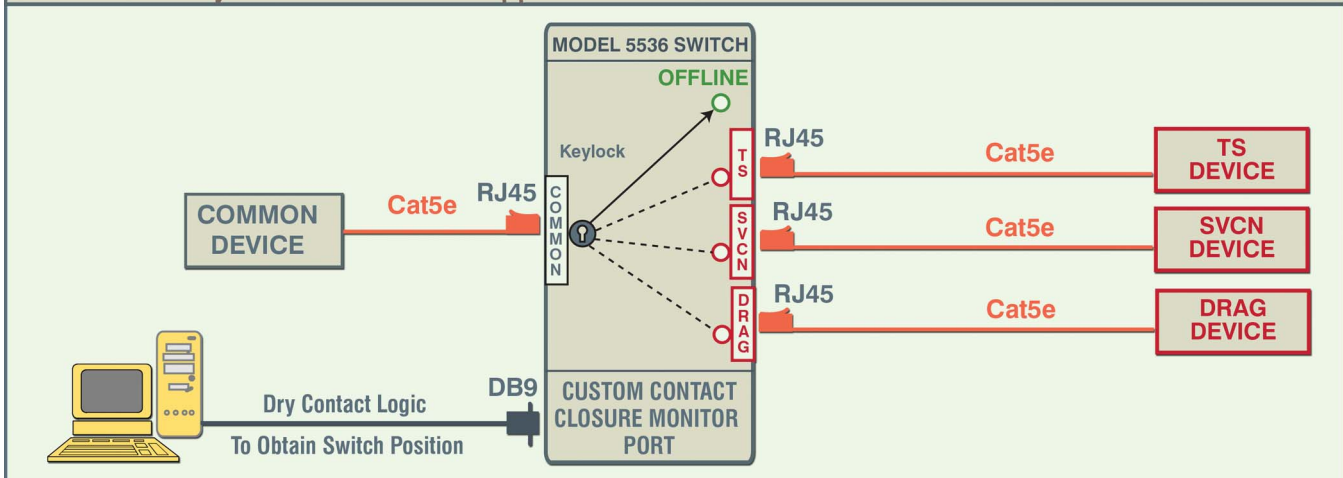 MODEL 5536 SWITCH
OFFLINE
Keylock
COMMON
TS
SVCN
DRAG
COMMON
DEVICE
Cat5e
RJ45
RJ45
Cat5e
TS
DEVICE
RJ45
Cat5e
SVCN
DEVICE
RJ45
Cat5e
DRAG
DEVICE
DB9
Dry Contact Logic
To Obtain Switch Position
CUSTOM CONTACT
CLOSURE MONITOR
PORT